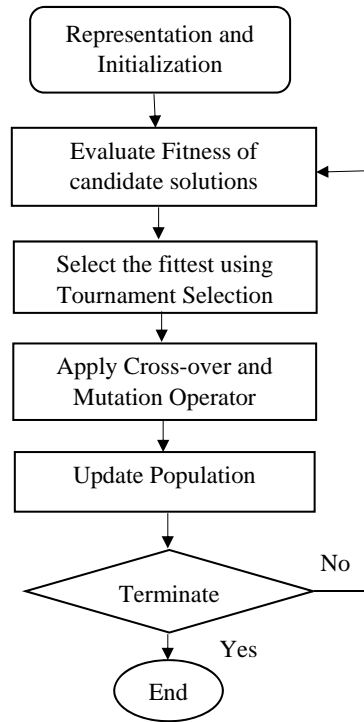 Representation and
Initialization
Evaluate Fitness of
candidate solutions
Select the fittest using
Tournament Selection
Apply Cross-over and
Mutation Operator
Update Population
Terminate
No
Yes
End